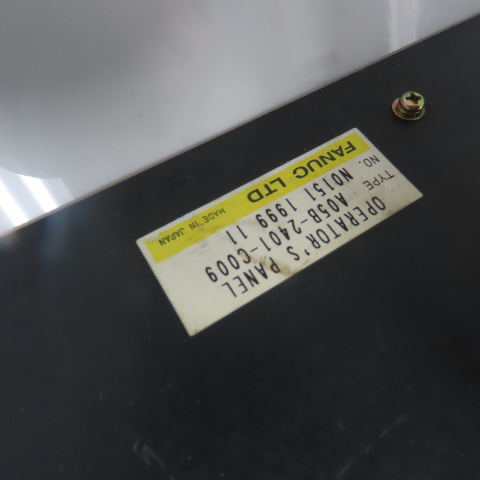 OPERATOR'S PANEL
TYPE A05B-2401-C009
NO. N0151 1999.11
FANUC LTD MADE IN JAPAN